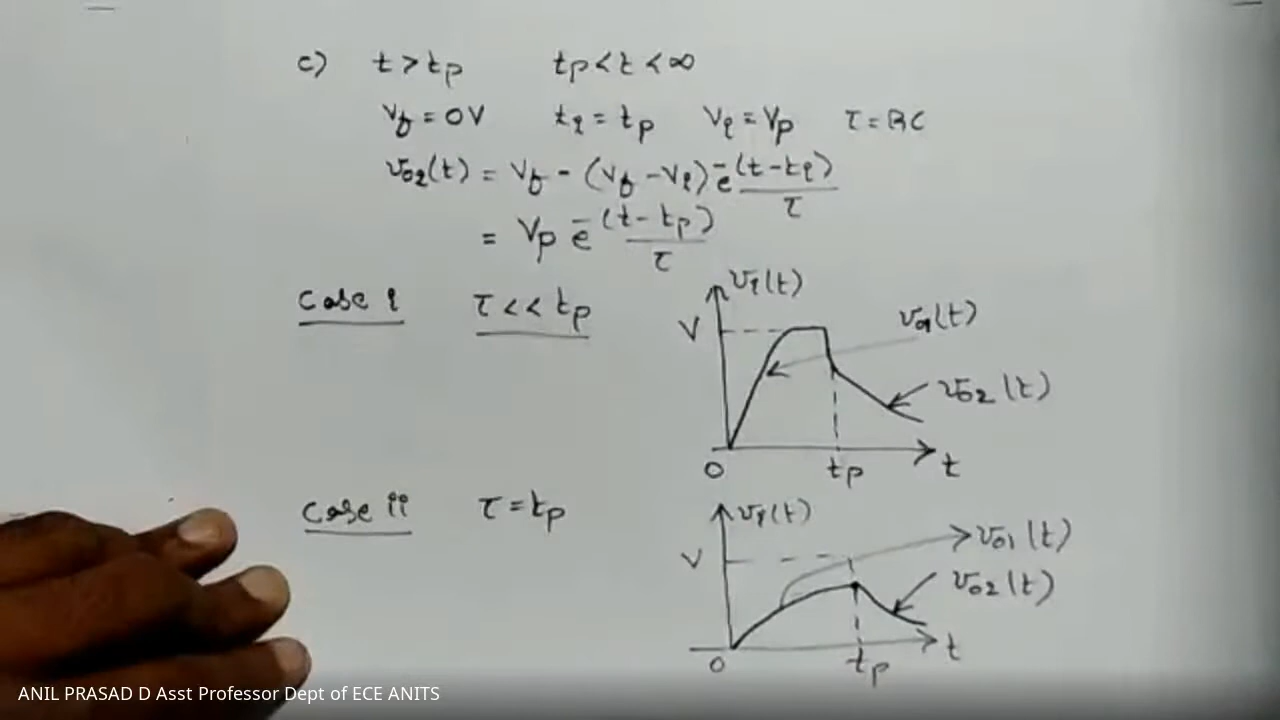 c) t > tp tp < t < ∞
Vf = 0V ti = tp Vi = Vp τ = RC
vo2(t) = Vf - (Vf - Vi) e^-(t-ti)/τ
= Vp e^-(t-tp)/τ
Case i τ << tp
vi(t)
V
vo1(t)
vo2(t)
0 tp t
Case ii τ = tp
vi(t)
V
vo1(t)
vo2(t)
0 tp t
ANIL PRASAD D Asst Professor Dept of ECE ANITS